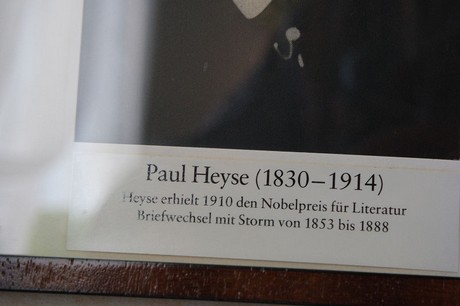 Paul Heyse (1830–1914)
Heyse erhielt 1910 den Nobelpreis für Literatur
Briefwechsel mit Storm von 1853 bis 1888